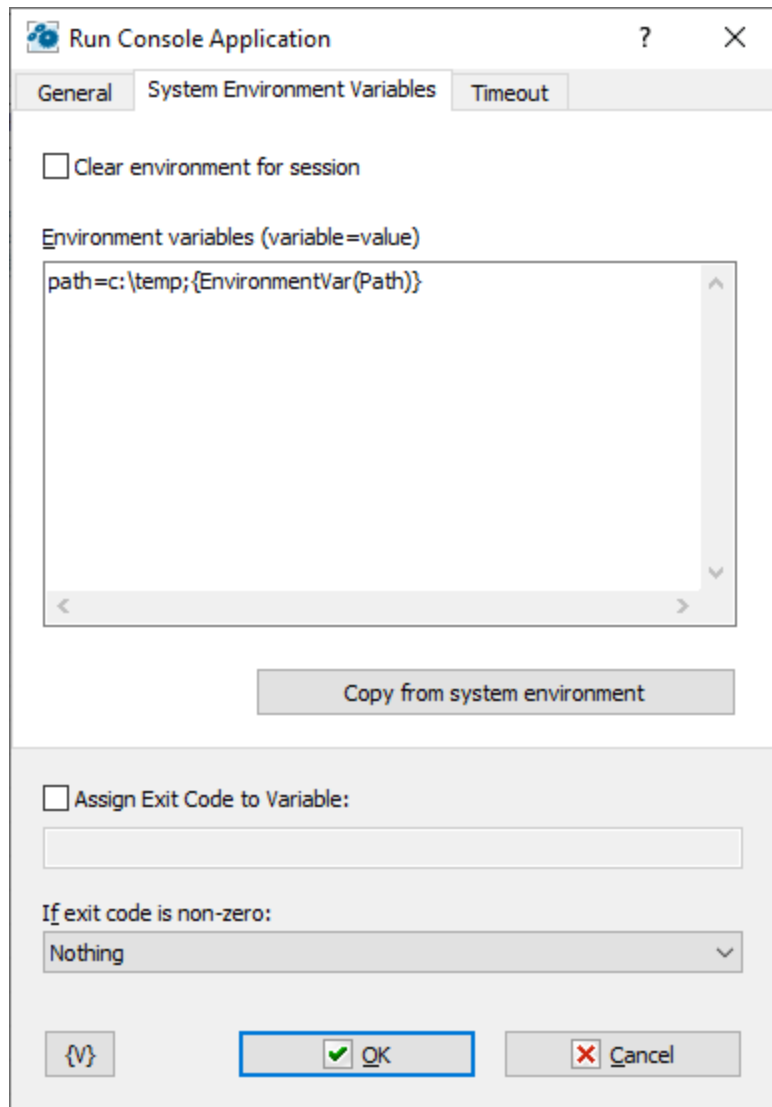 Run Console Application ?
General System Environment Variables Timeout
Clear environment for session
Environment variables (variable=value)
path=c:\temp;{EnvironmentVar(Path)}
Copy from system environment
Assign Exit Code to Variable:
If exit code is non-zero:
Nothing
{V} OK Cancel